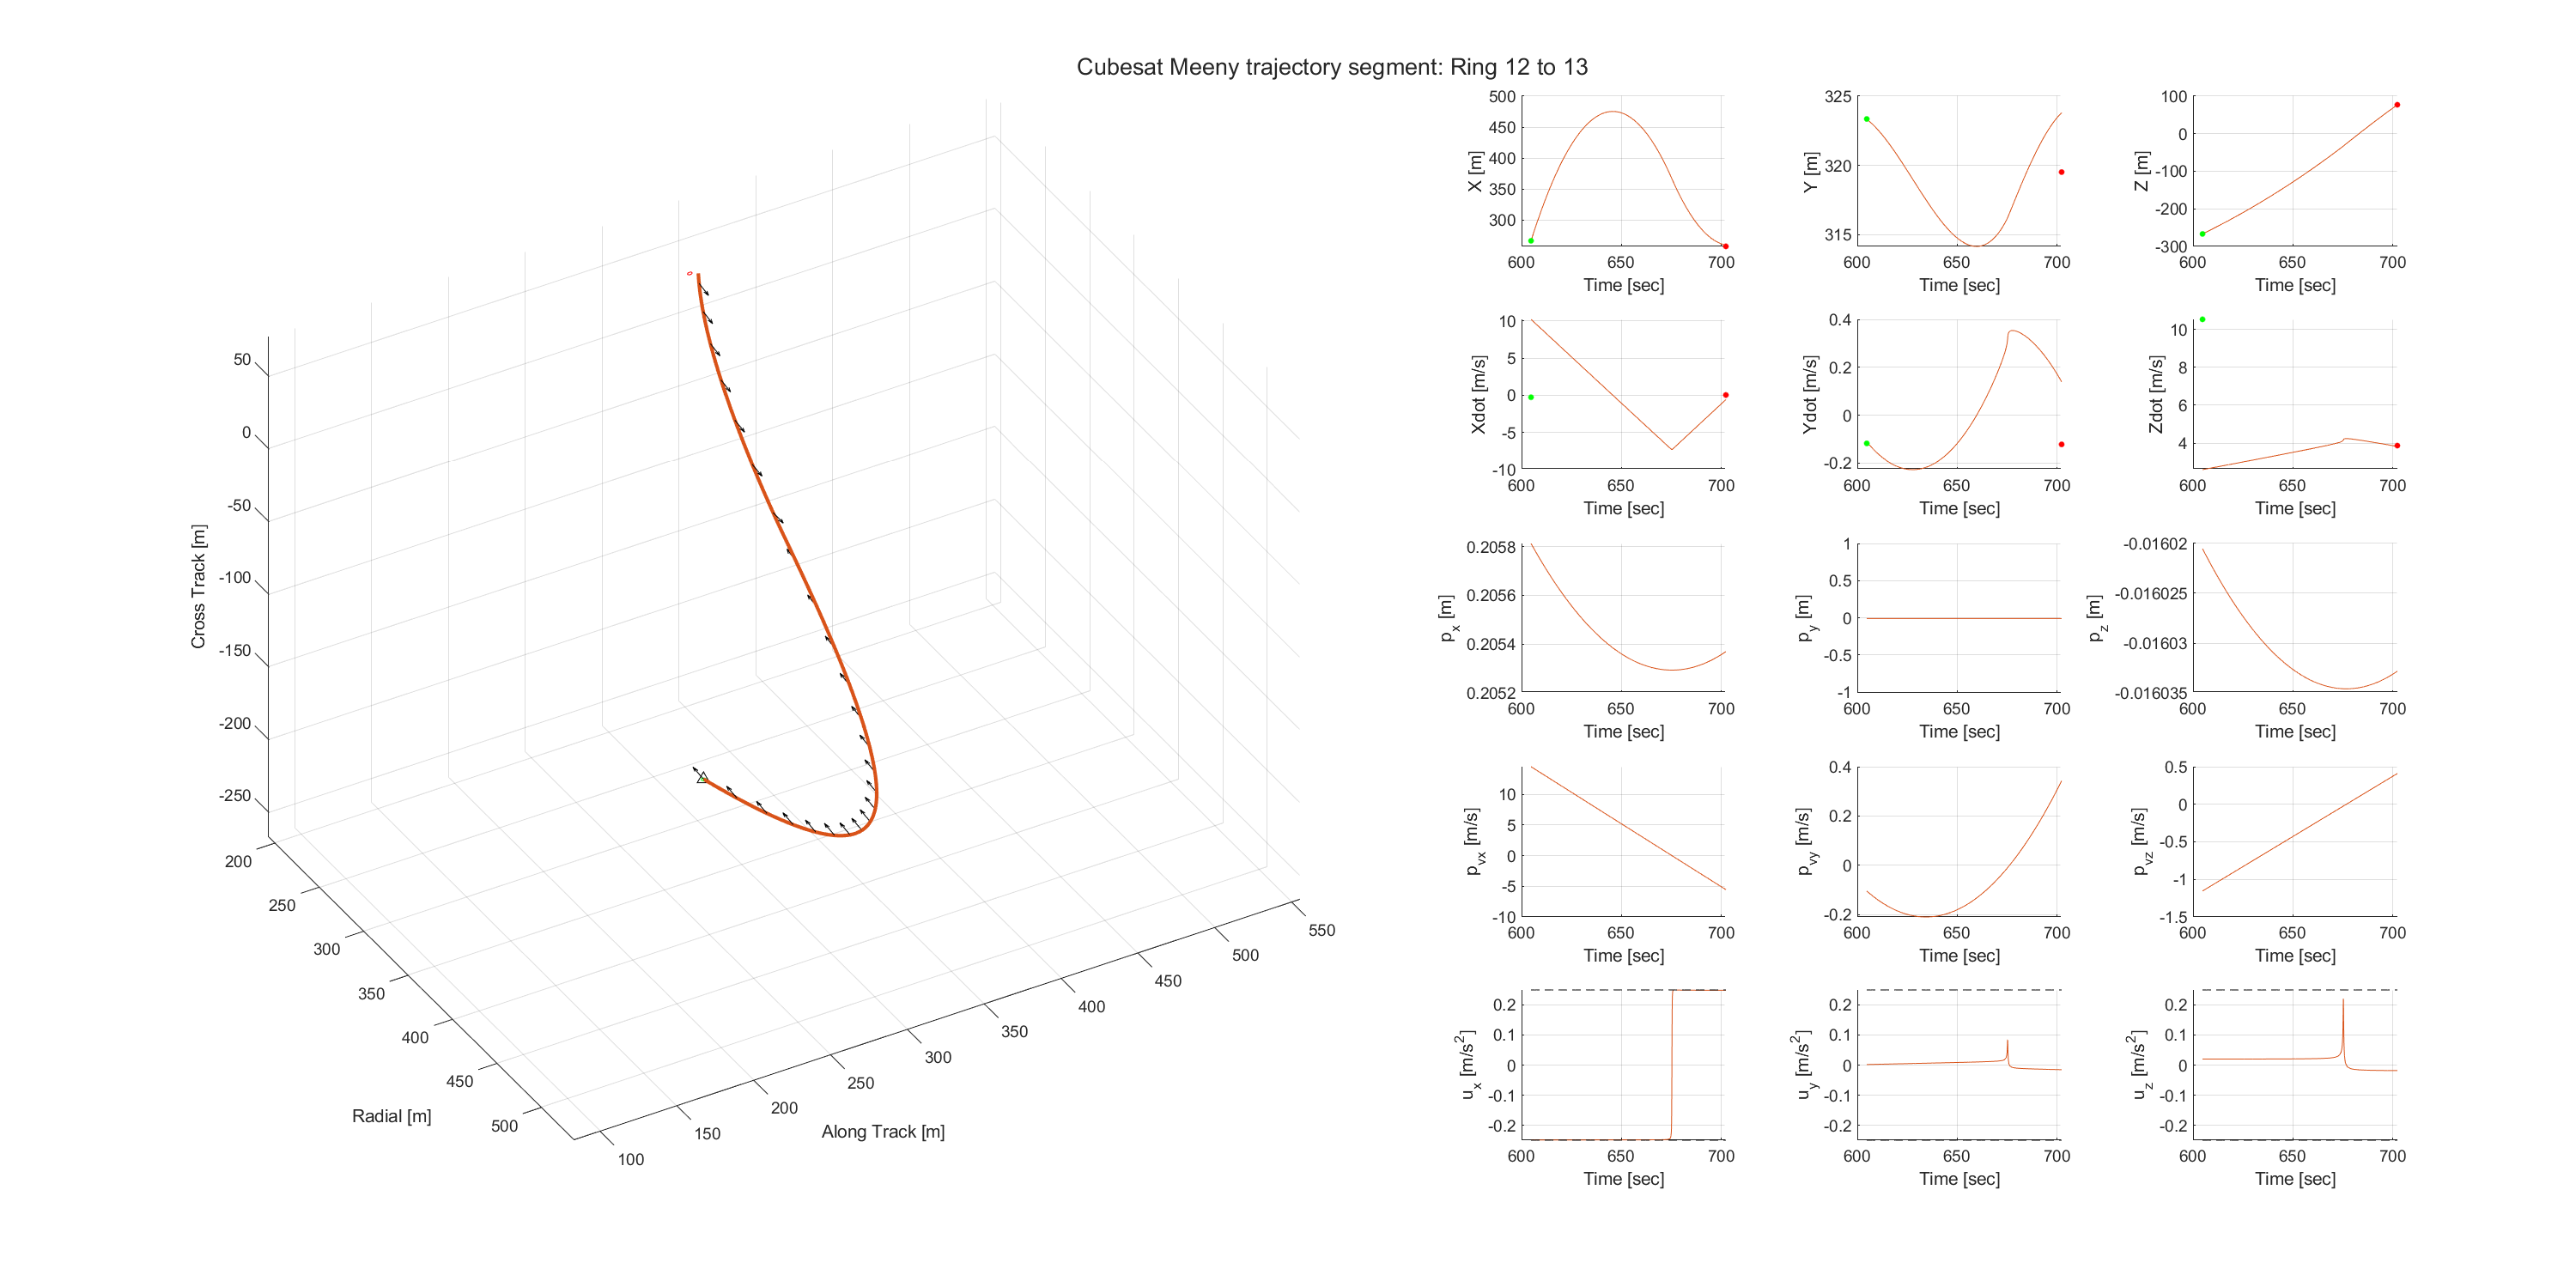 Cubesat Meeny trajectory segment: Ring 12 to 13
50
0
-50
-100
-150
-200
-250
Cross Track [m]
200
250
300
350
400
450
500
Radial [m]
100
150
200
250
300
350
400
450
500
550
Along Track [m]
500
450
400
350
300
X [m]
600 650 700
Time [sec]
325
320
315
Y [m]
600 650 700
Time [sec]
100
0
-100
-200
-300
Z [m]
600 650 700
Time [sec]
10
5
0
-5
-10
Xdot [m/s]
600 650 700
Time [sec]
0.4
0.2
0
-0.2
Ydot [m/s]
600 650 700
Time [sec]
10
8
6
4
Zdot [m/s]
600 650 700
Time [sec]
0.2058
0.2056
0.2054
0.2052
p_x [m]
600 650 700
Time [sec]
1
0.5
0
-0.5
-1
p_y [m]
600 650 700
Time [sec]
-0.01602
-0.016025
-0.01603
-0.016035
p_z [m]
600 650 700
Time [sec]
10
5
0
-5
-10
p_vx [m/s]
600 650 700
Time [sec]
0.4
0.2
0
-0.2
p_vy [m/s]
600 650 700
Time [sec]
0.5
0
-0.5
-1
-1.5
p_vz [m/s]
600 650 700
Time [sec]
0.2
0.1
0
-0.1
-0.2
u_x [m/s²]
600 650 700
Time [sec]
0.2
0.1
0
-0.1
-0.2
u_y [m/s²]
600 650 700
Time [sec]
0.2
0.1
0
-0.1
-0.2
u_z [m/s²]
600 650 700
Time [sec]